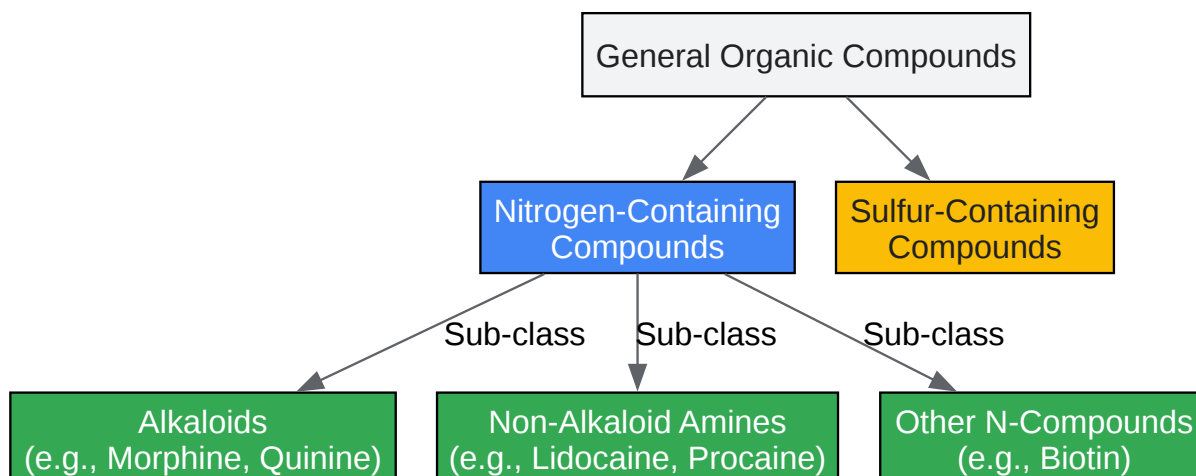 General Organic Compounds
Nitrogen-Containing
Compounds
Sulfur-Containing
Compounds
Sub-class
Sub-class
Sub-class
Alkaloids
(e.g., Morphine, Quinine)
Non-Alkaloid Amines
(e.g., Lidocaine, Procaine)
Other N-Compounds
(e.g., Biotin)